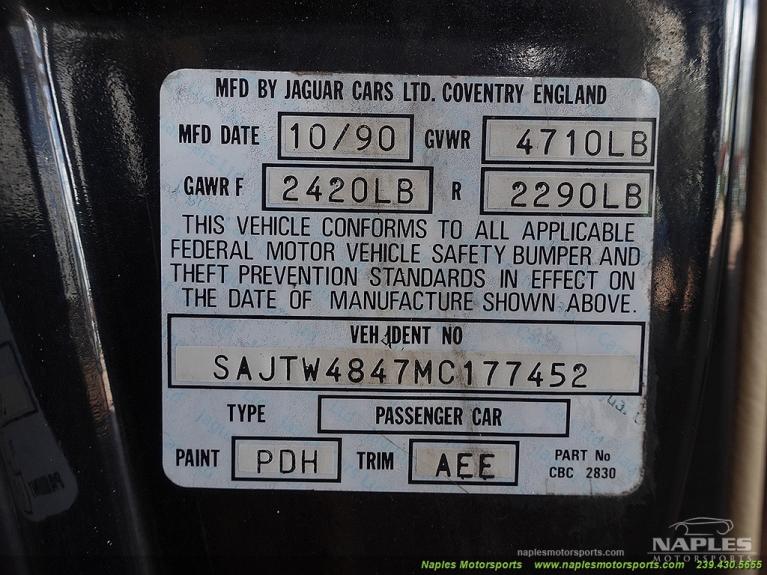 MFD BY JAGUAR CARS LTD. COVENTRY ENGLAND
MFD DATE 10/90 GVWR 4710LB
GAWR F 2420LB R 2290LB
THIS VEHICLE CONFORMS TO ALL APPLICABLE
FEDERAL MOTOR VEHICLE SAFETY BUMPER AND
THEFT PREVENTION STANDARDS IN EFFECT ON
THE DATE OF MANUFACTURE SHOWN ABOVE.
VEH IDENT NO
SAJTW4847MC177452
TYPE PASSENGER CAR
PAINT PDH TRIM AEE PART No
CBC 2830
NAPLES
MOTORSPORTS
naplesmotorsports.com
Naples Motorsports www.naplesmotorsports.com 239.430.5655